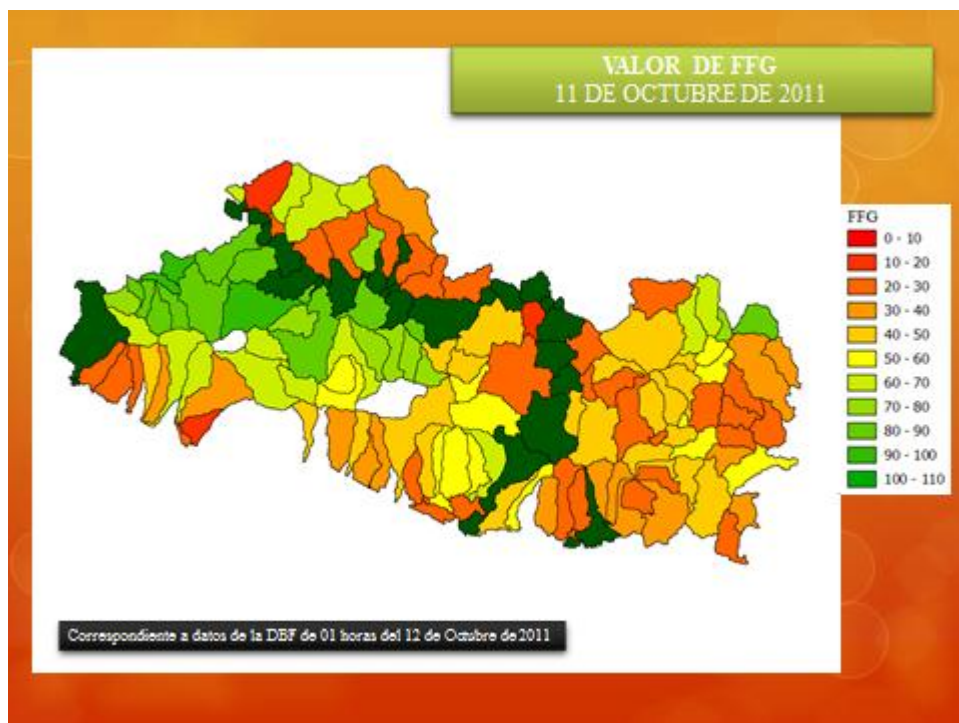 VALOR DE FFG
11 DE OCTUBRE DE 2011
FFG
0 - 10
10 - 20
20 - 30
30 - 40
40 - 50
50 - 60
60 - 70
70 - 80
80 - 90
90 - 100
100 - 110
Correspondiente a datos de la DBF de 01 horas del 12 de Octubre de 2011